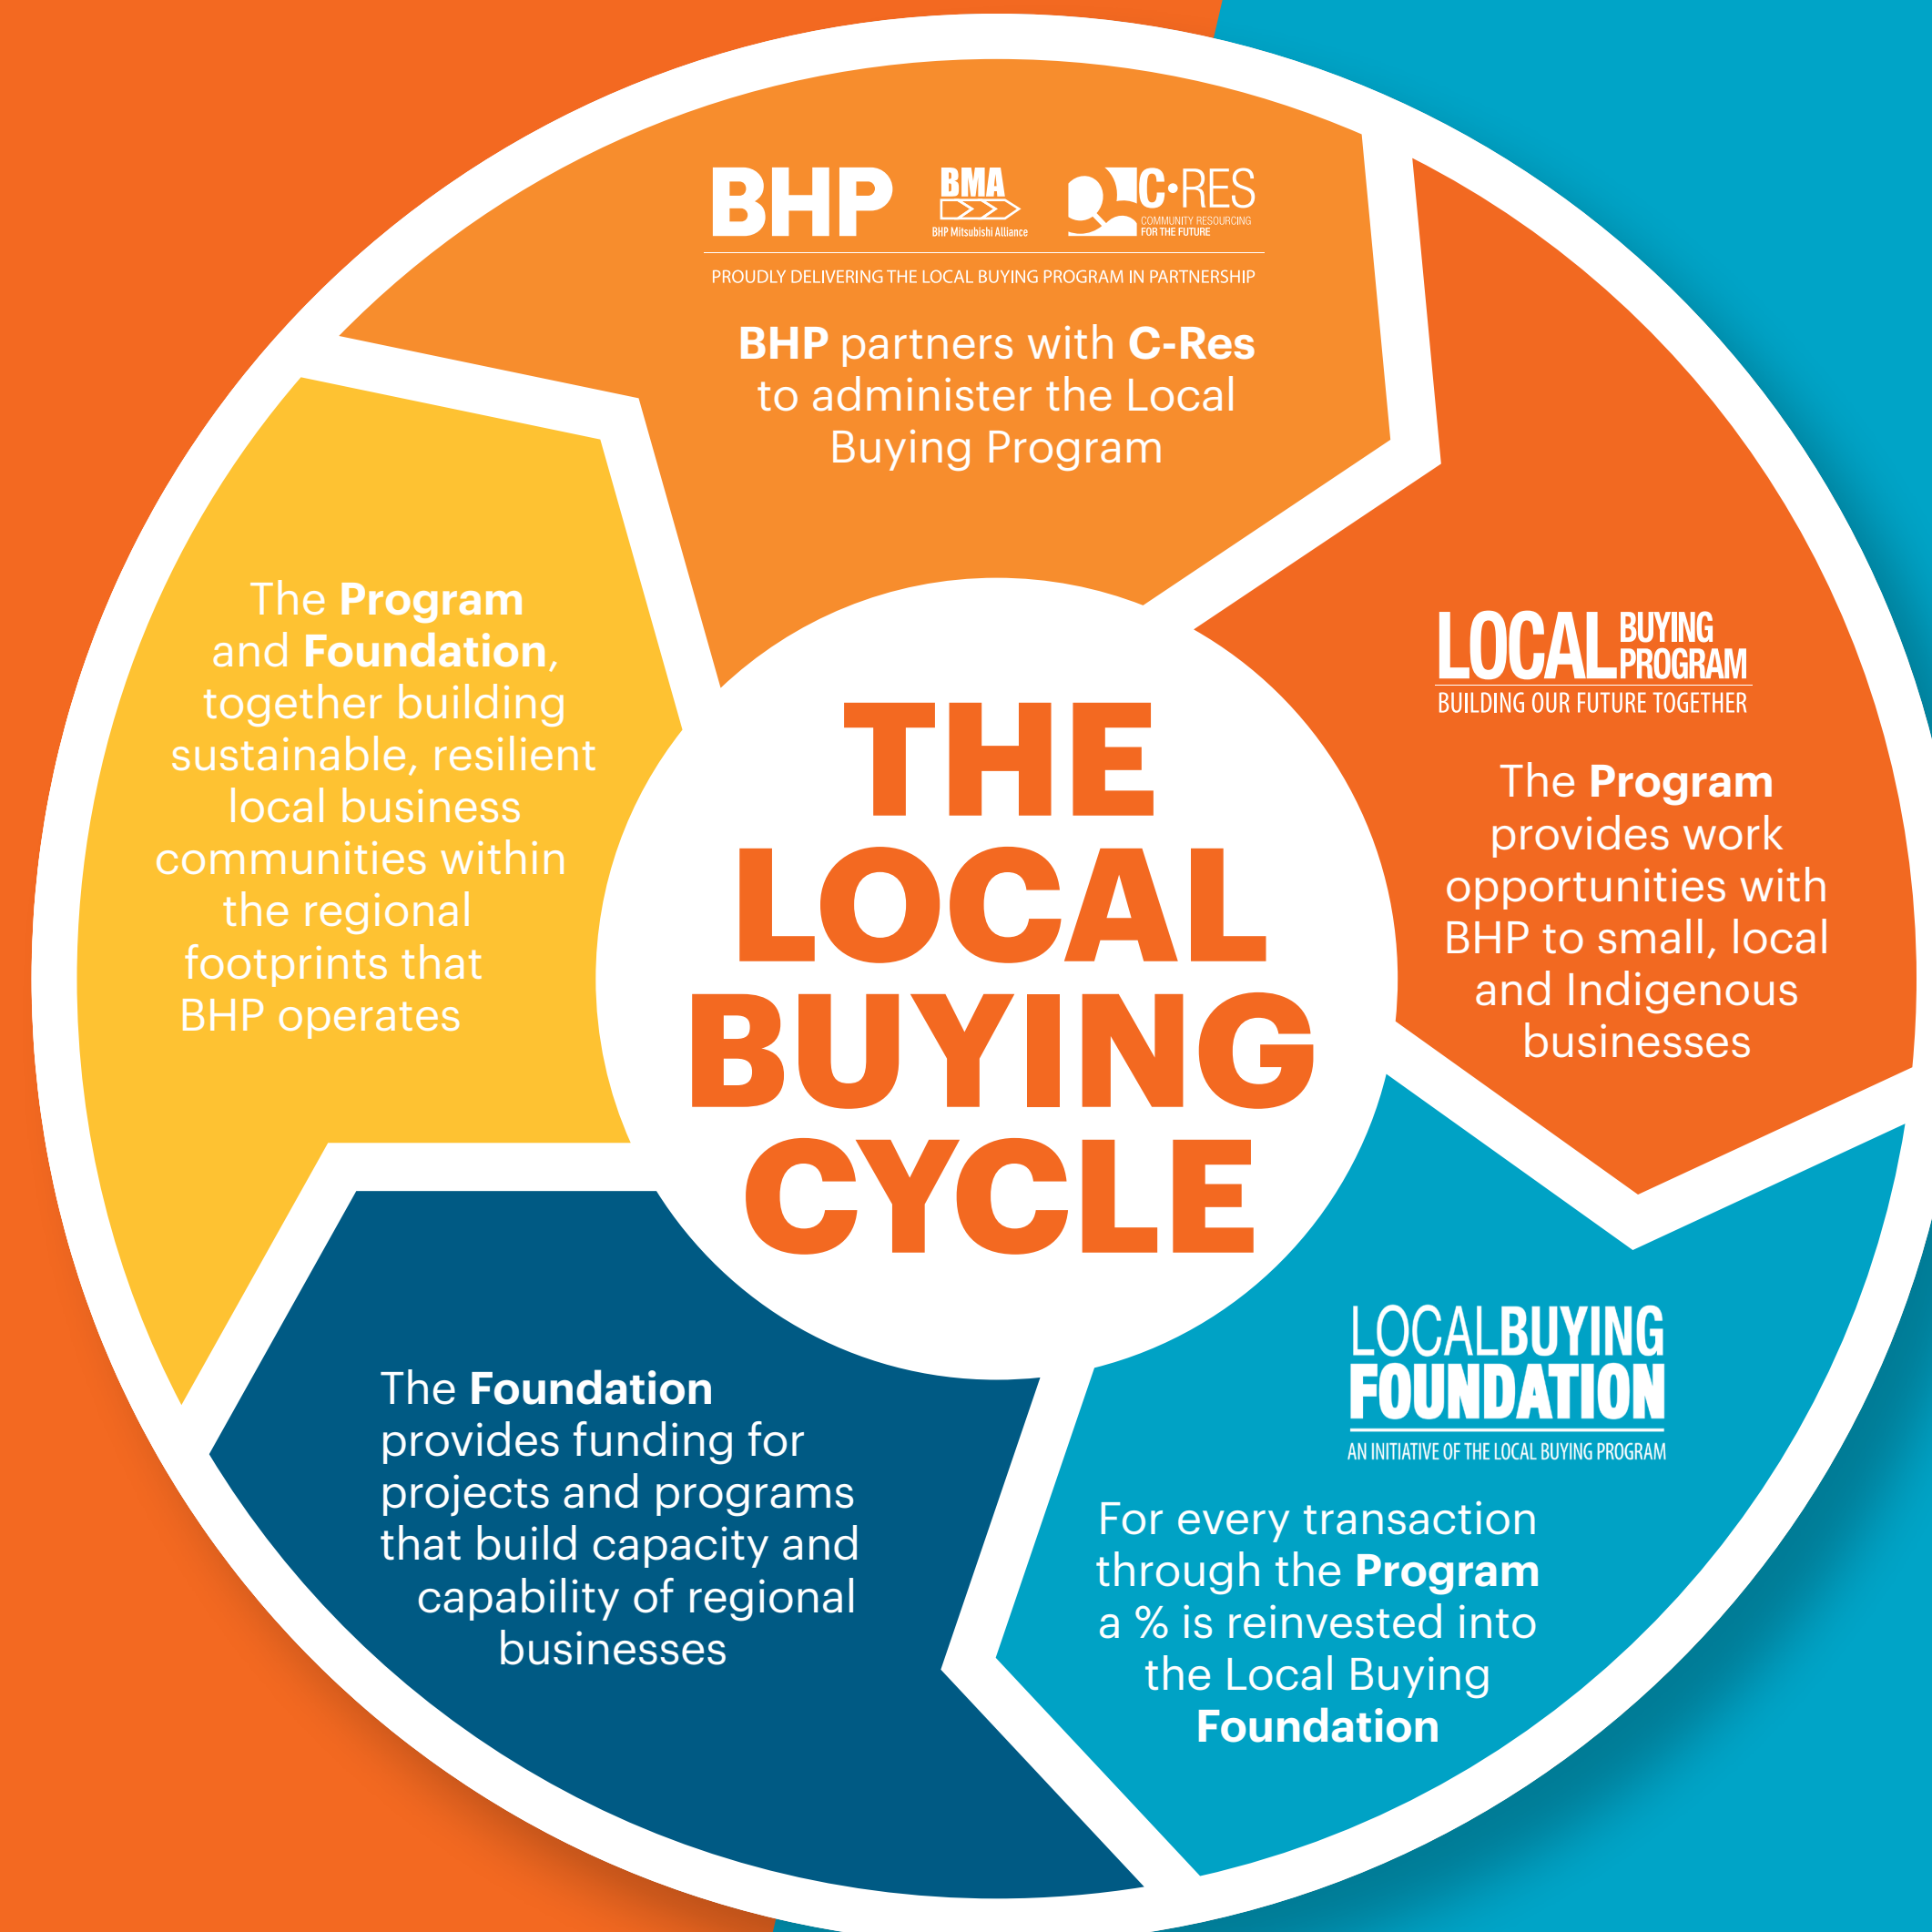 BHP
BMA
BHP Mitsubishi Alliance
C·RES
COMMUNITY RESOURCING
FOR THE FUTURE
PROUDLY DELIVERING THE LOCAL BUYING PROGRAM IN PARTNERSHIP
BHP partners with C-Res
to administer the Local
Buying Program
LOCAL BUYING
PROGRAM
BUILDING OUR FUTURE TOGETHER
The Program
provides work
opportunities with
BHP to small, local
and Indigenous
businesses
LOCALBUYING
FOUNDATION
AN INITIATIVE OF THE LOCAL BUYING PROGRAM
For every transaction
through the Program
a % is reinvested into
the Local Buying
Foundation
The Foundation
provides funding for
projects and programs
that build capacity and
capability of regional
businesses
The Program
and Foundation,
together building
sustainable, resilient
local business
communities within
the regional
footprints that
BHP operates
THE
LOCAL
BUYING
CYCLE